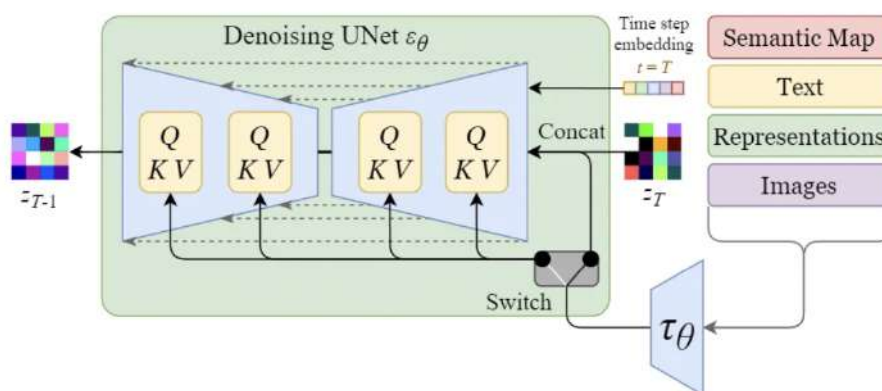 Denoising UNet εθ
Time step
embedding
t = T
Semantic Map
Text
Representations
Images
Q
K V
Q
K V
Q
K V
Q
K V
Concat
zT-1
zT
Switch
τθ